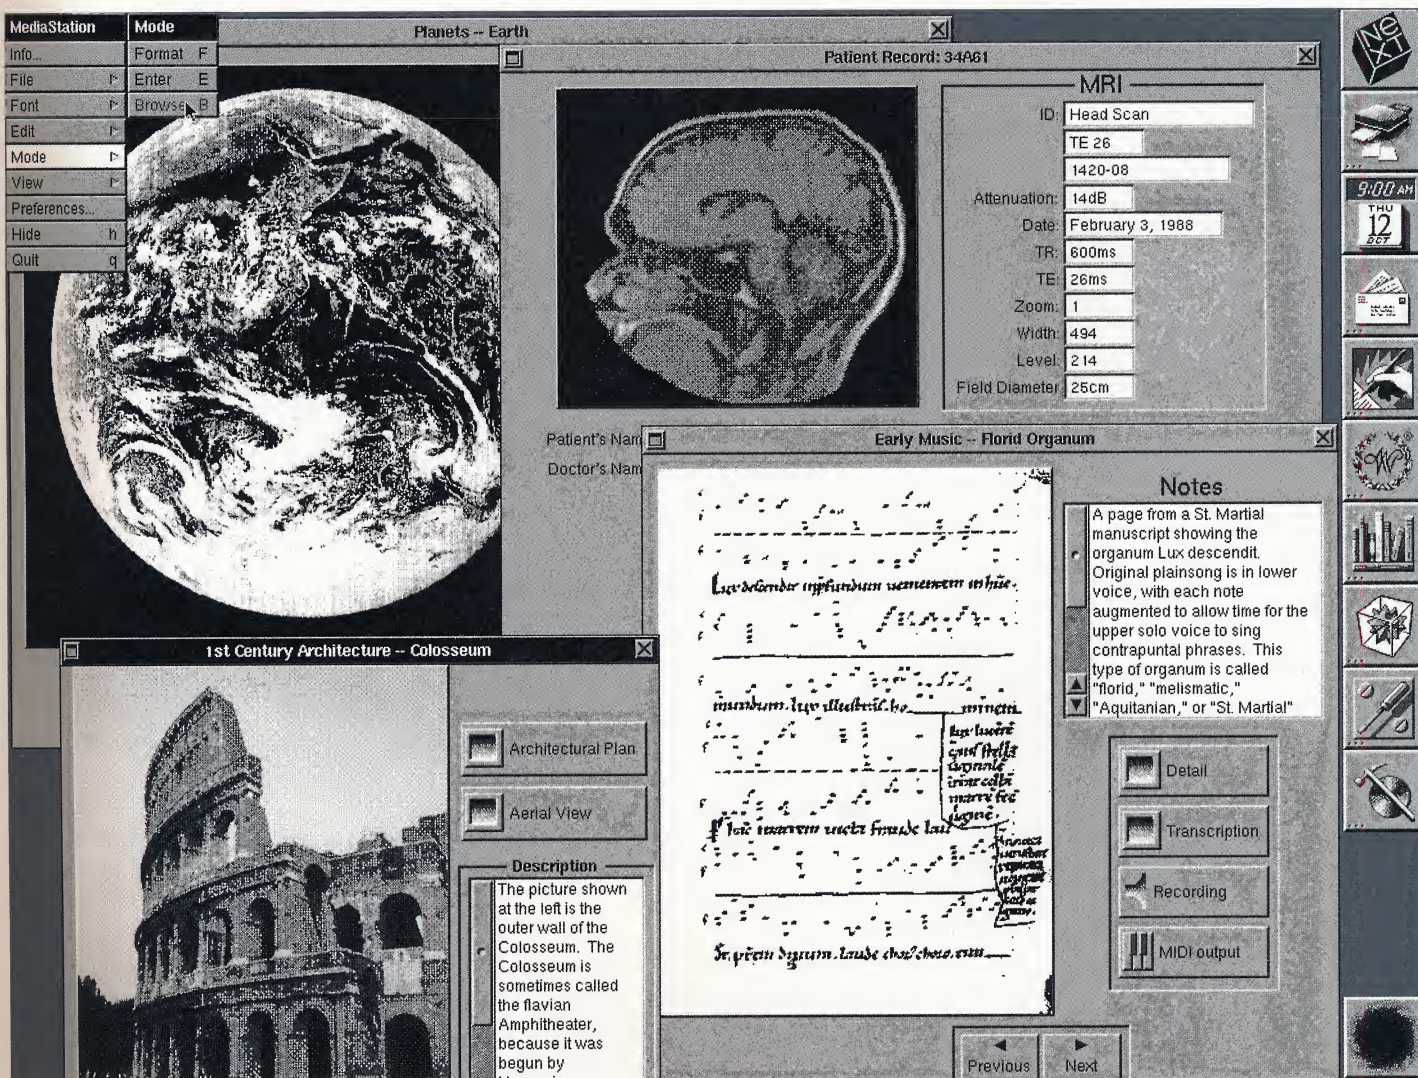 MediaStation
Info...
File
Font
Edit
Mode
View
Preferences...
Hide h
Quit q
Mode
Format F
Enter E
Browse B
Planets -- Earth
Patient Record: 34A61
MRI
ID: Head Scan
TE 26
1420-08
Attenuation: 14dB
Date: February 3, 1988
TR: 600ms
TE: 26ms
Zoom: 1
Width: 494
Level: 214
Field Diameter 25cm
Patient's Nam
Doctor's Nam
Early Music -- Florid Organum
Notes
A page from a St. Martial
manuscript showing the
organum Lux descendit.
Original plainsong is in lower
voice, with each note
augmented to allow time for the
upper solo voice to sing
contrapuntal phrases. This
type of organum is called
"florid," "melismatic,"
"Aquitanian," or "St. Martial"
Detail
Transcription
Recording
MIDI output
Previous
Next
1st Century Architecture -- Colosseum
Architectural Plan
Aerial View
Description
The picture shown
at the left is the
outer wall of the
Colosseum. The
Colosseum is
sometimes called
the flavian
Amphitheater,
because it was
begun by
NeXT
9:00 AM
THU
12
OCT
W